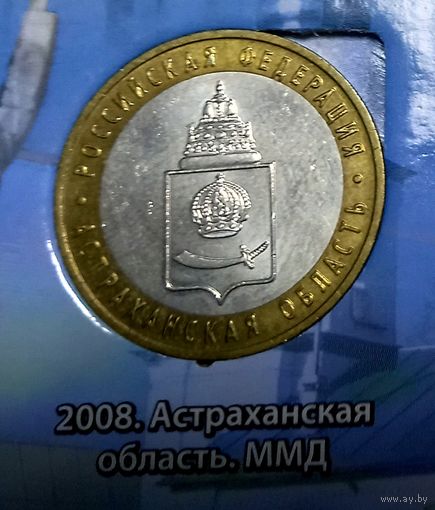 · РОССИЙСКАЯ ФЕДЕРАЦИЯ ·
АСТРАХАНСКАЯ ОБЛАСТЬ
2008. Астраханская
область. ММД
www.ay.by